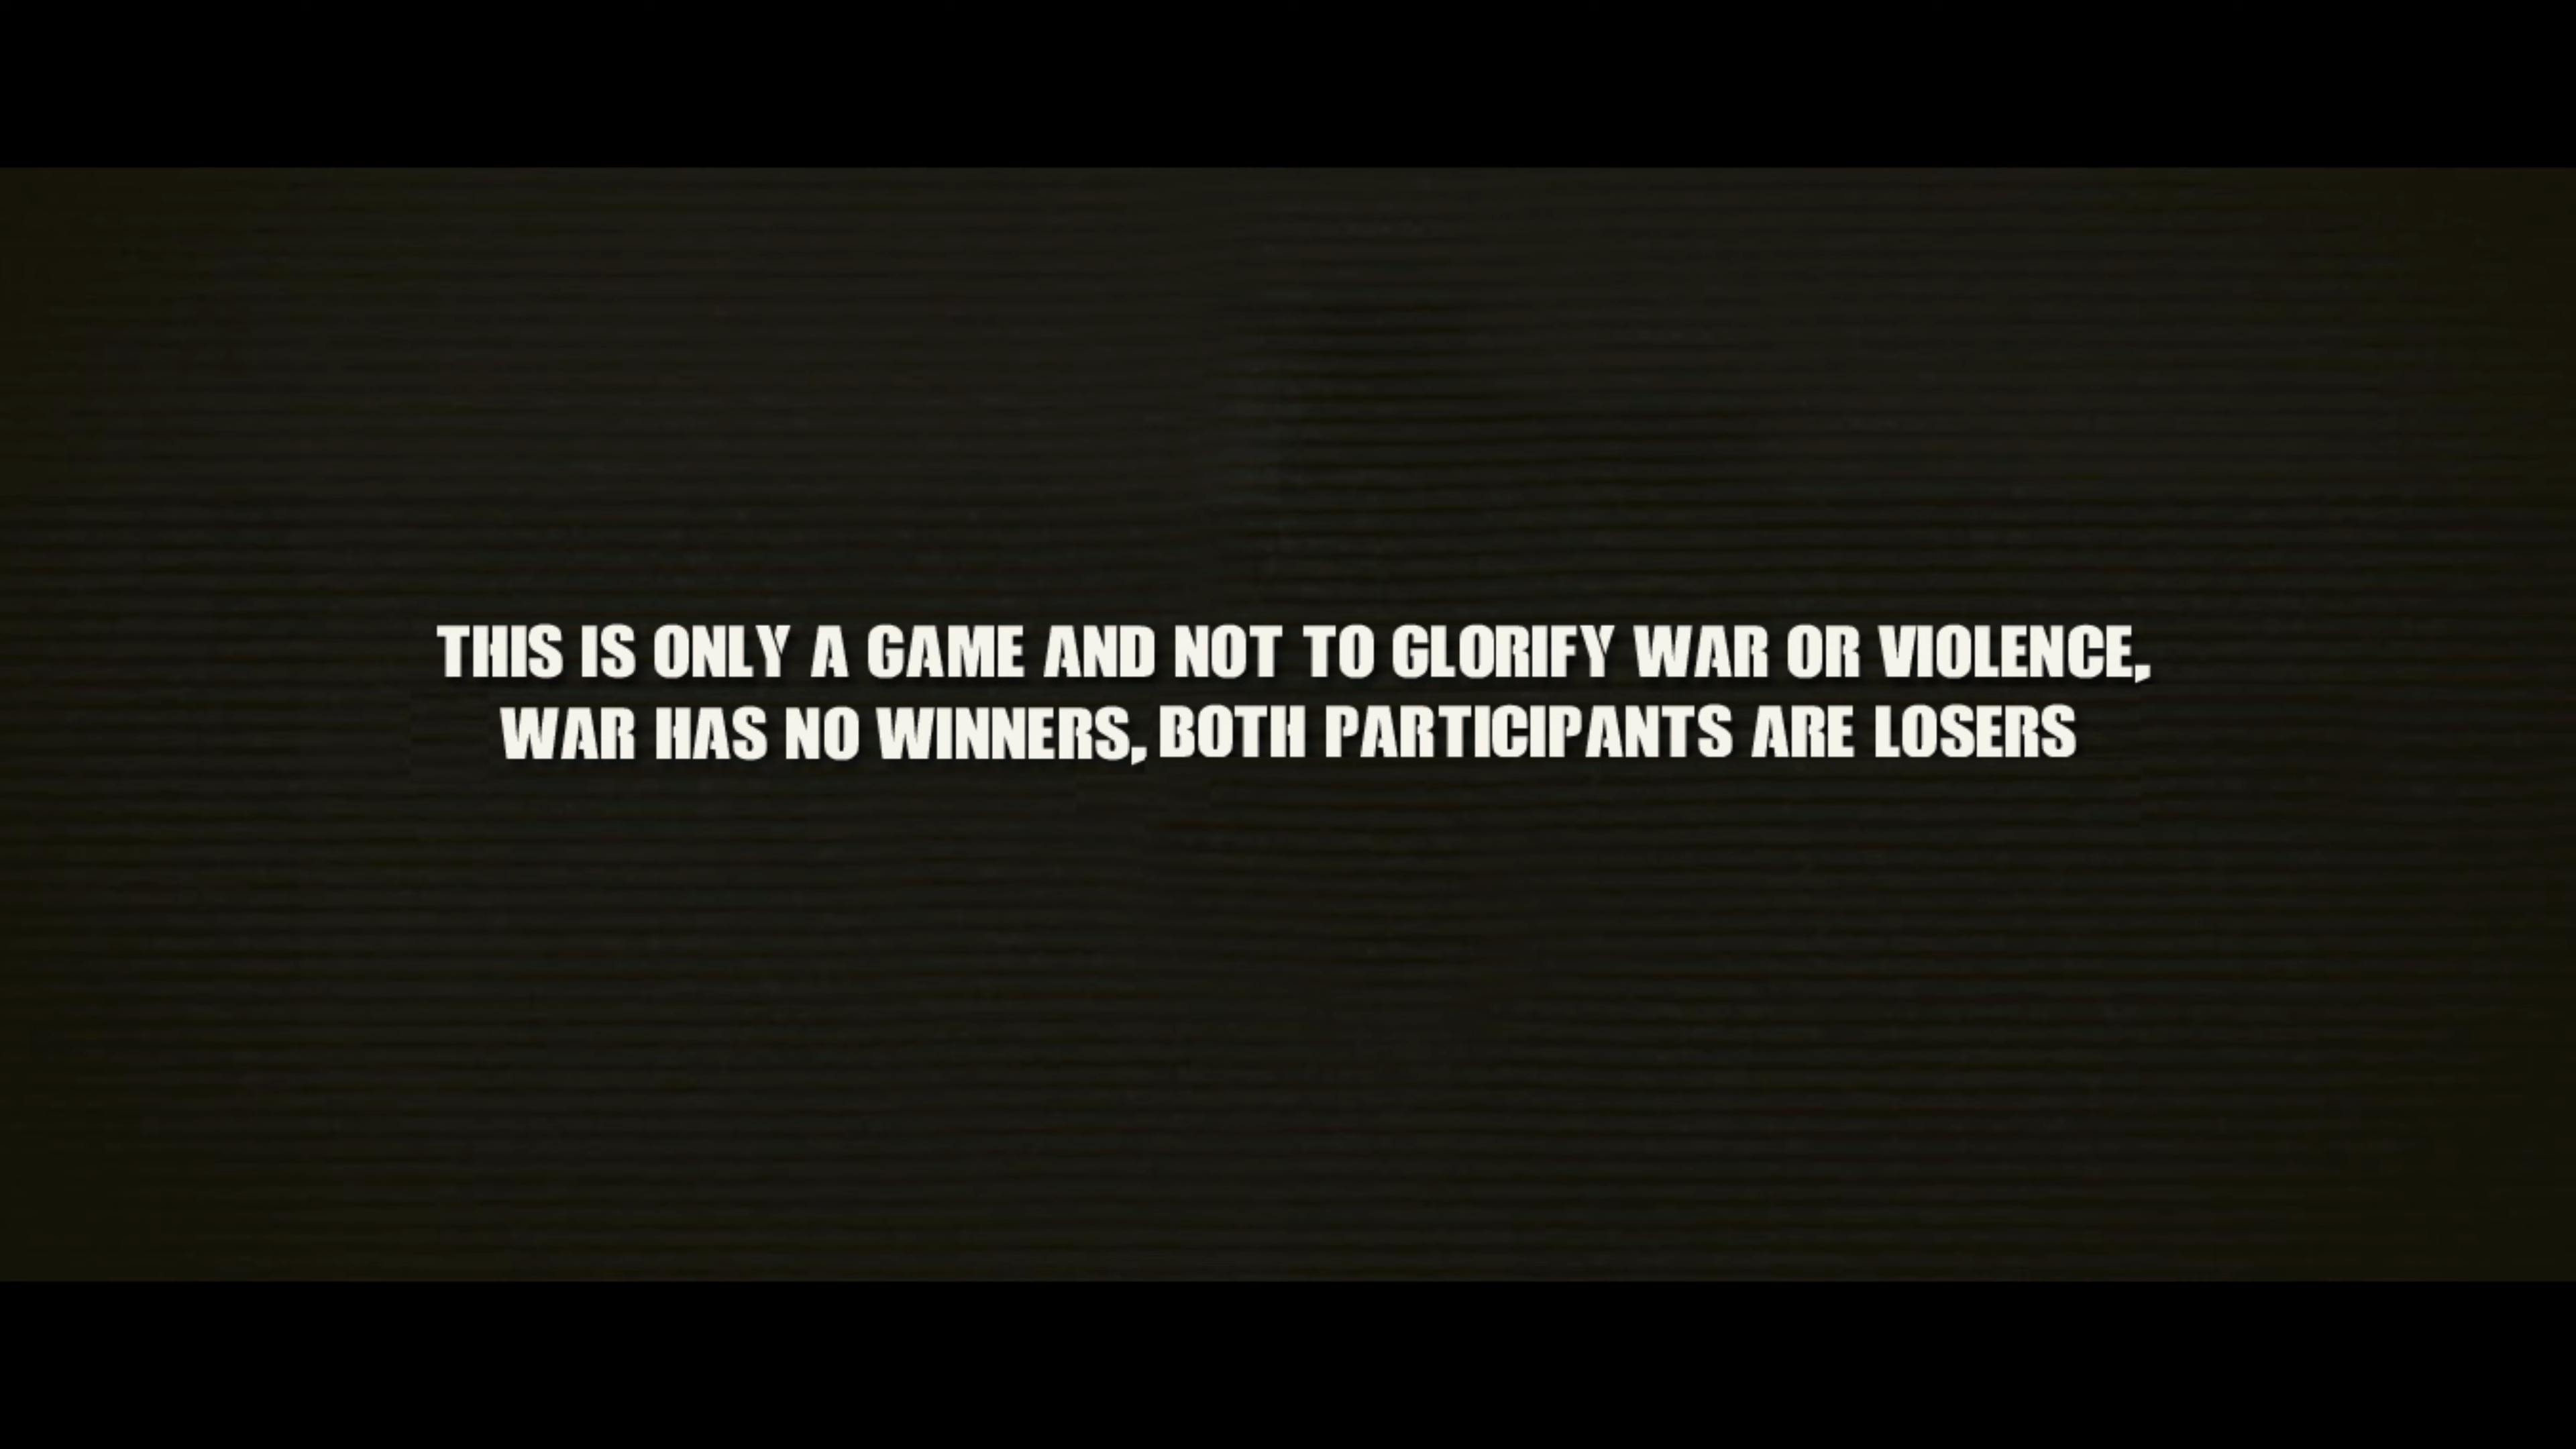 THIS IS ONLY A GAME AND NOT TO GLORIFY WAR OR VIOLENCE,
WAR HAS NO WINNERS, BOTH PARTICIPANTS ARE LOSERS